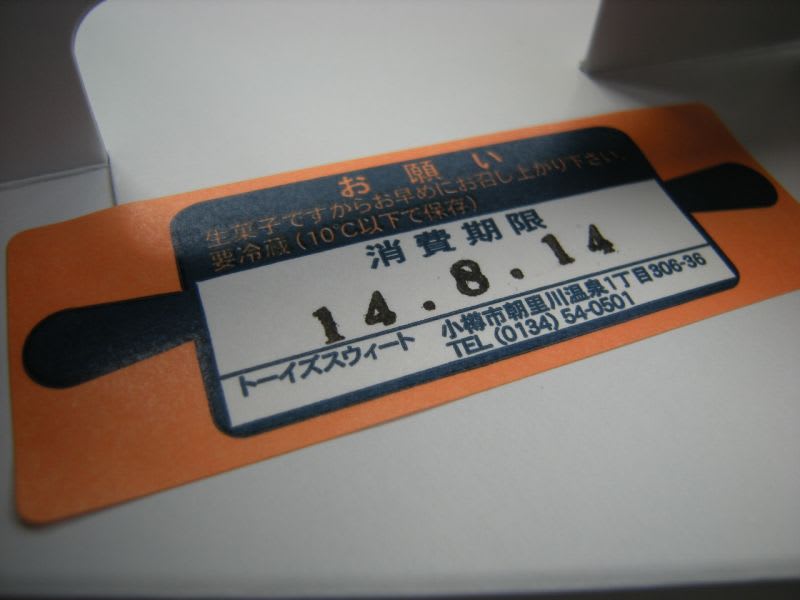 お願い
生菓子ですからお早めにお召し上がり下さい。
要冷蔵(10℃以下で保存)
消費期限
14.8.14
トーイズスウィート 小樽市朝里川温泉1丁目306-36
TEL (0134) 54-0501